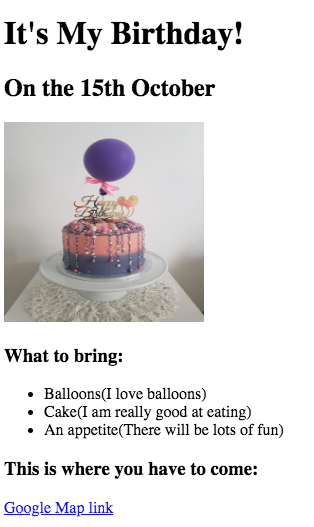 It's My Birthday!
On the 15th October
Happy
Birthday
What to bring:
Balloons(I love balloons)
Cake(I am really good at eating)
An appetite(There will be lots of fun)
This is where you have to come:
Google Map link